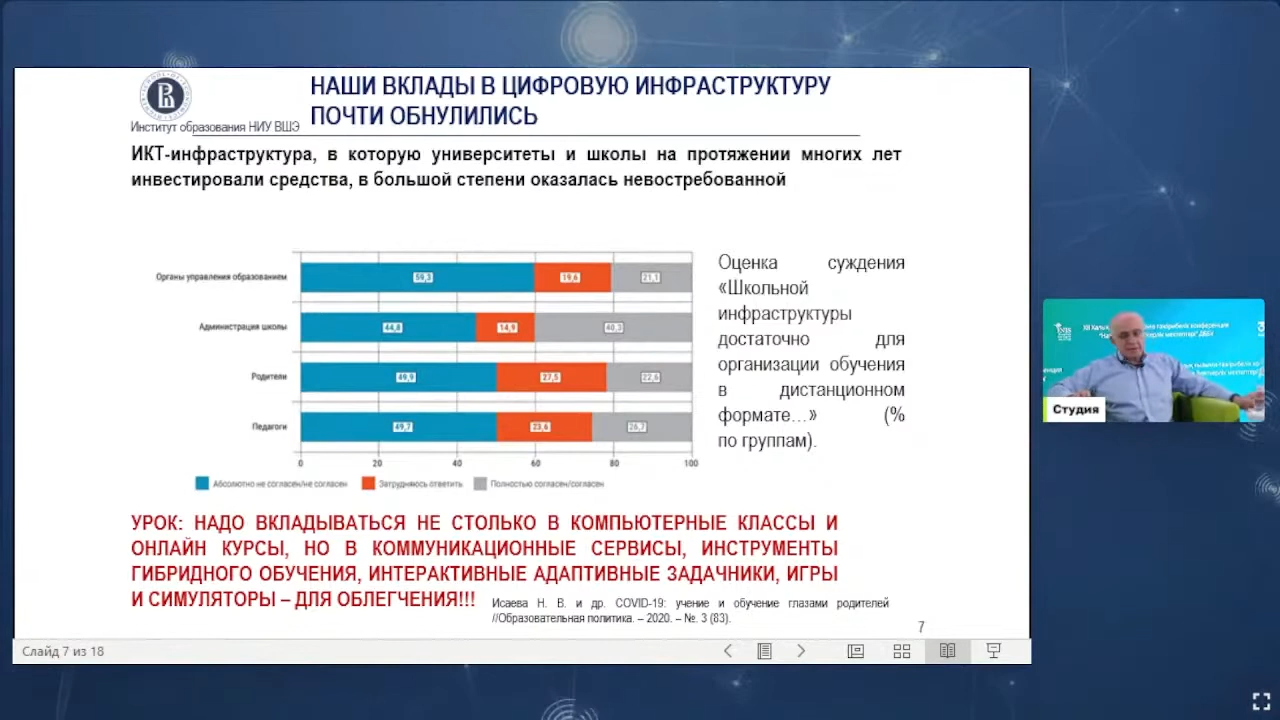 НАШИ ВКЛАДЫ В ЦИФРОВУЮ ИНФРАСТРУКТУРУ
ПОЧТИ ОБНУЛИЛИСЬ
Институт образования НИУ ВШЭ
ИКТ-инфраструктура, в которую университеты и школы на протяжении многих лет
инвестировали средства, в большой степени оказалась невостребованной
Органы управления образованием
59,3
19,6
21,1
Администрация школы
44,8
14,9
40,3
Родители
49,9
27,5
22,6
Педагоги
49,7
23,6
26,7
0 20 40 60 80 100
Абсолютно не согласен/не согласен
Затрудняюсь ответить
Полностью согласен/согласен
Оценка суждения
«Школьной
инфраструктуры
достаточно для
организации обучения
в дистанционном
формате…» (%
по группам).
УРОК: НАДО ВКЛАДЫВАТЬСЯ НЕ СТОЛЬКО В КОМПЬЮТЕРНЫЕ КЛАССЫ И
ОНЛАЙН КУРСЫ, НО В КОММУНИКАЦИОННЫЕ СЕРВИСЫ, ИНСТРУМЕНТЫ
ГИБРИДНОГО ОБУЧЕНИЯ, ИНТЕРАКТИВНЫЕ АДАПТИВНЫЕ ЗАДАЧНИКИ, ИГРЫ
И СИМУЛЯТОРЫ – ДЛЯ ОБЛЕГЧЕНИЯ!!!
Исаева Н. В. и др. COVID-19: учение и обучение глазами родителей
//Образовательная политика. – 2020. – №. 3 (83).
7
Слайд 7 из 18
Студия